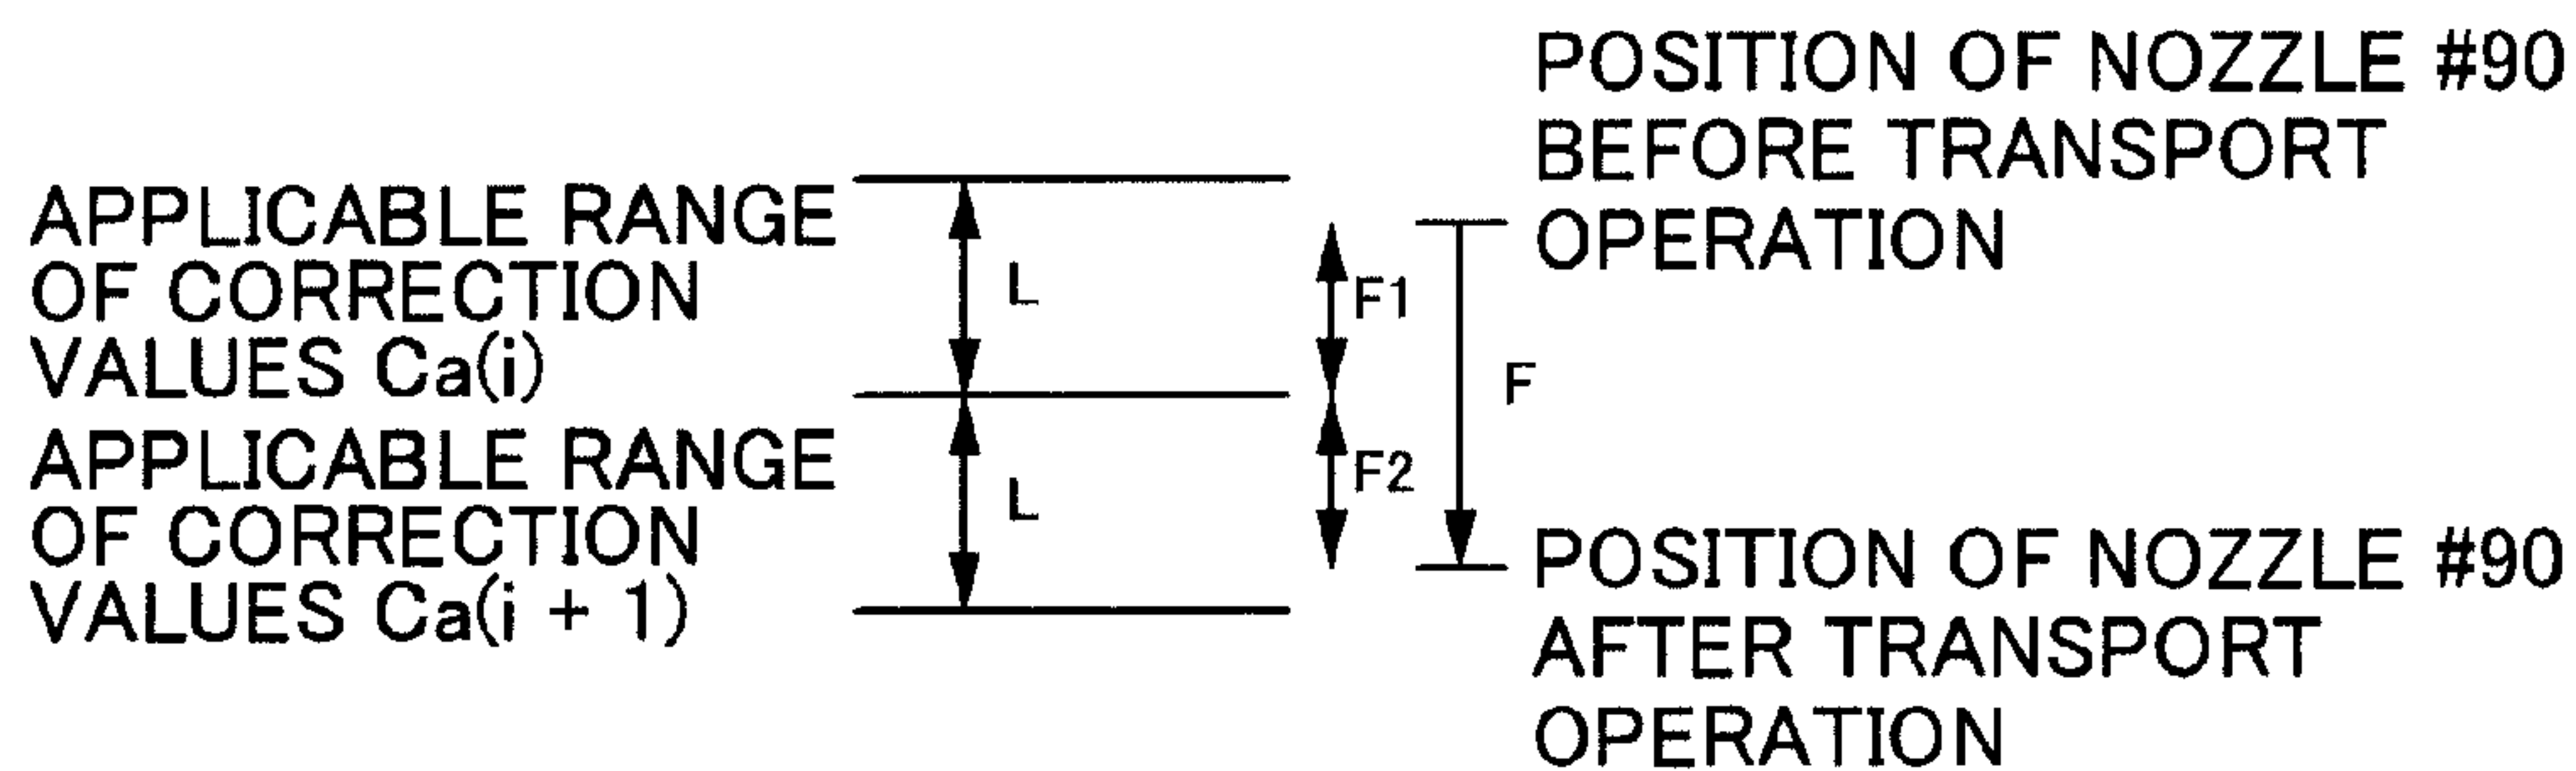 APPLICABLE RANGE
OF CORRECTION
VALUES Ca(i)
APPLICABLE RANGE
OF CORRECTION
VALUES Ca(i + 1)
L
L
F1
F2
F
POSITION OF NOZZLE #90
BEFORE TRANSPORT
OPERATION
POSITION OF NOZZLE #90
AFTER TRANSPORT
OPERATION